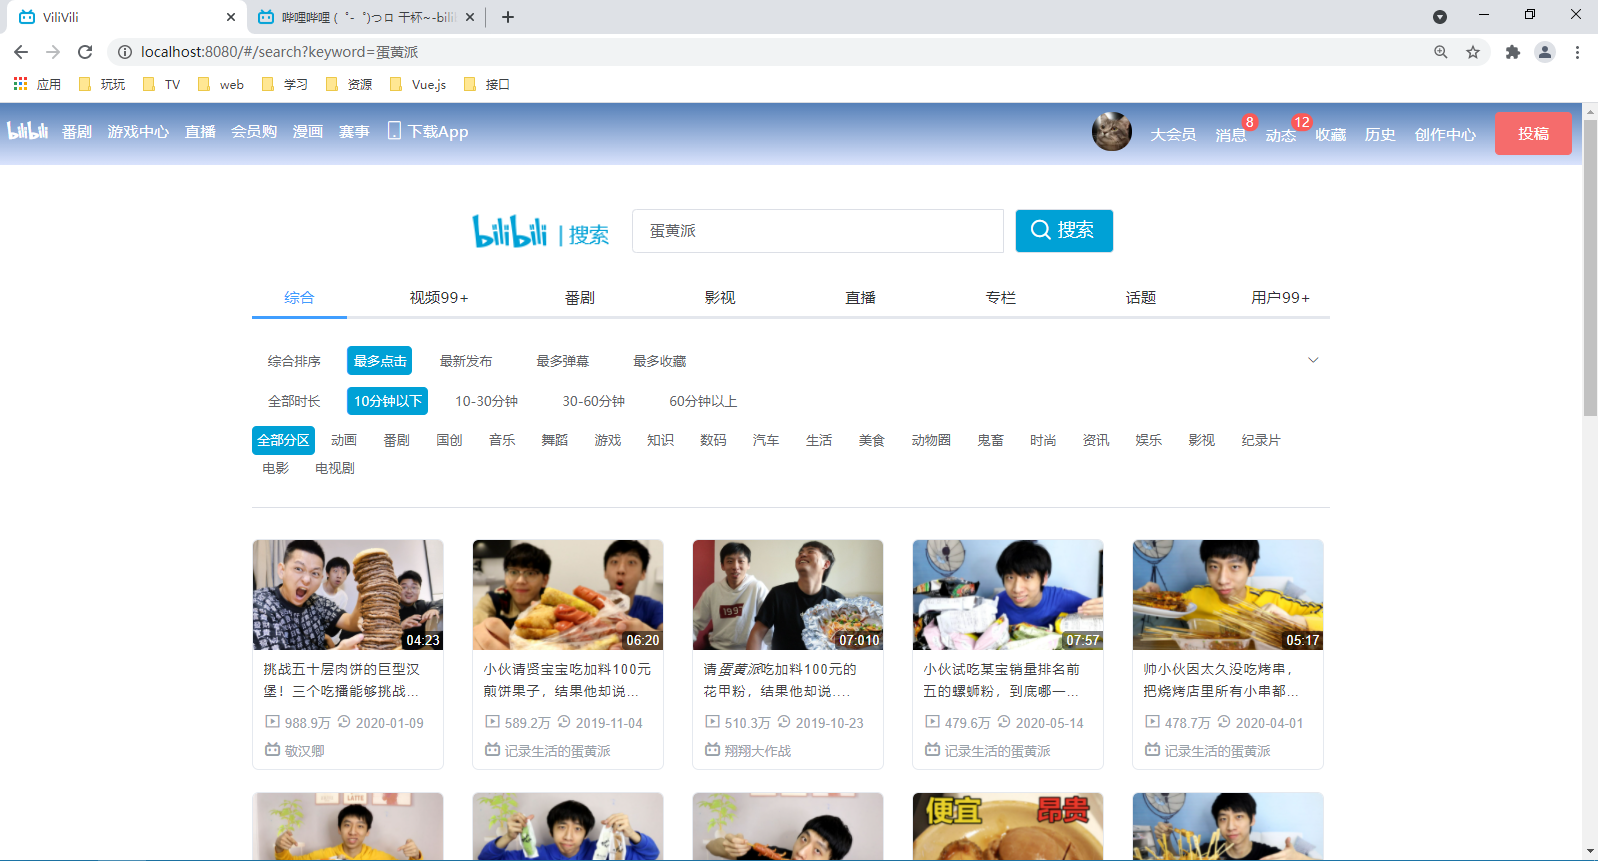 ViliVili
哔哩哔哩 (゜-゜)つロ 干杯~-bili
localhost:8080/#/search?keyword=蛋黄派
应用 玩玩 TV web 学习 资源 Vue.js 接口
bilibili 番剧 游戏中心 直播 会员购 漫画 赛事 下载App
大会员 消息 8 动态 12 收藏 历史 创作中心 投稿
bilibili | 搜索 蛋黄派 搜索
综合 视频99+ 番剧 影视 直播 专栏 话题 用户99+
综合排序 最多点击 最新发布 最多弹幕 最多收藏
全部时长 10分钟以下 10-30分钟 30-60分钟 60分钟以上
全部分区 动画 番剧 国创 音乐 舞蹈 游戏 知识 数码 汽车 生活 美食 动物圈 鬼畜 时尚 资讯 娱乐 影视 纪录片
电影 电视剧
04:23
挑战五十层肉饼的巨型汉
堡！三个吃播能够挑战...
988.9万 2020-01-09
敬汉卿
06:20
小伙请贤宝宝吃加料100元
煎饼果子，结果他却说...
589.2万 2019-11-04
记录生活的蛋黄派
1997
07:010
请蛋黄派吃加料100元的
花甲粉，结果他却说....
510.3万 2019-10-23
翔翔大作战
07:57
小伙试吃某宝销量排名前
五的螺蛳粉，到底哪一...
479.6万 2020-05-14
记录生活的蛋黄派
05:17
帅小伙因太久没吃烤串，
把烧烤店里所有小串都...
478.7万 2020-04-01
记录生活的蛋黄派
便宜 昂贵